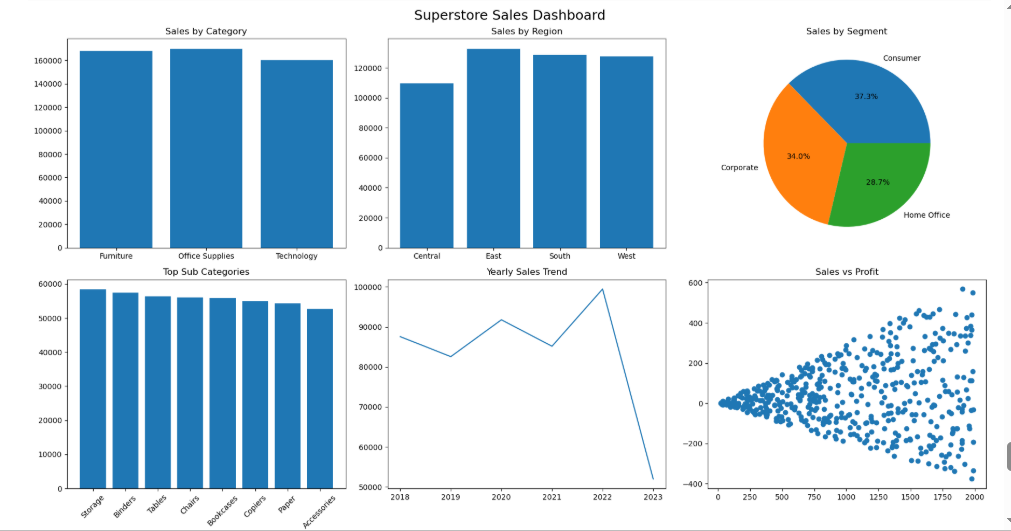 Superstore Sales Dashboard
Sales by Category
160000
140000
120000
100000
80000
60000
40000
20000
0
Furniture
Office Supplies
Technology
Sales by Region
120000
100000
80000
60000
40000
20000
0
Central
East
South
West
Sales by Segment
Consumer
37.3%
34.0%
Corporate
28.7%
Home Office
Top Sub Categories
60000
50000
40000
30000
20000
10000
0
Storage
Binders
Tables
Chairs
Bookcases
Copiers
Paper
Accessories
Yearly Sales Trend
100000
90000
80000
70000
60000
50000
2018
2019
2020
2021
2022
2023
Sales vs Profit
600
400
200
0
−200
−400
0
250
500
750
1000
1250
1500
1750
2000